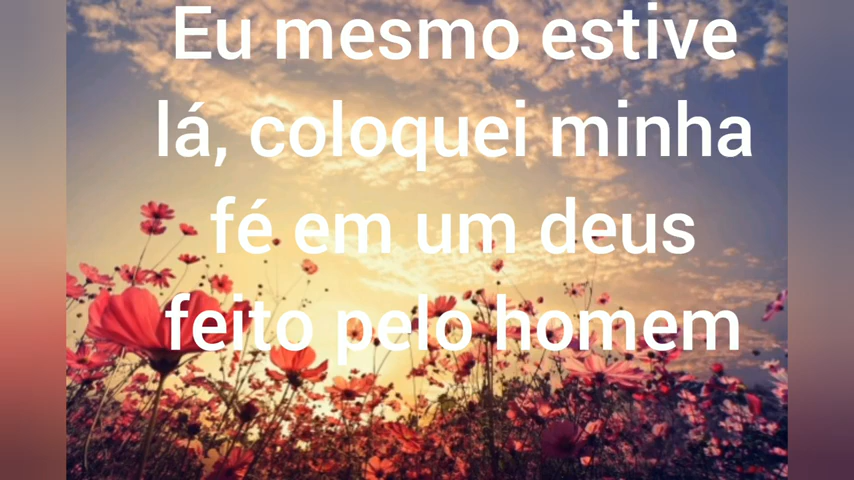 Eu mesmo estive
lá, coloquei minha
fé em um deus
feito pelo homem